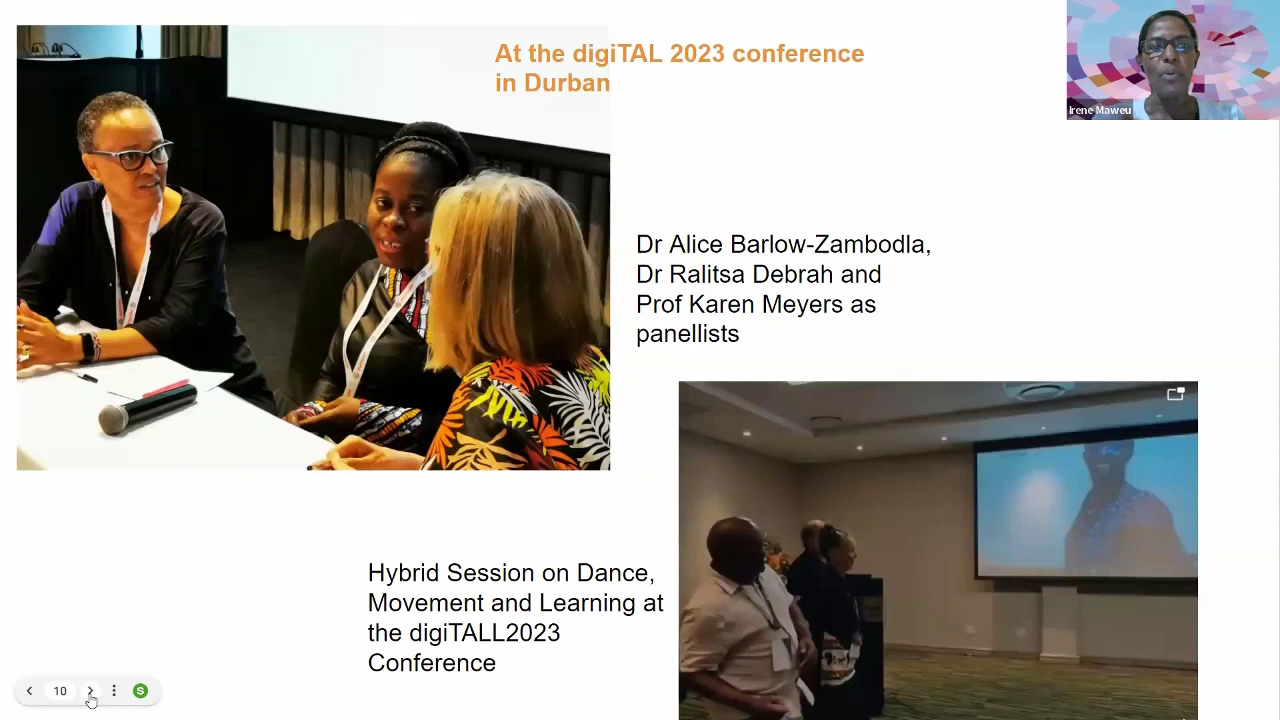 At the digiTAL 2023 conference
in Durban
Irene Maweu
Dr Alice Barlow-Zambodla,
Dr Ralitsa Debrah and
Prof Karen Meyers as
panellists
Hybrid Session on Dance,
Movement and Learning at
the digiTALL2023
Conference
10
S